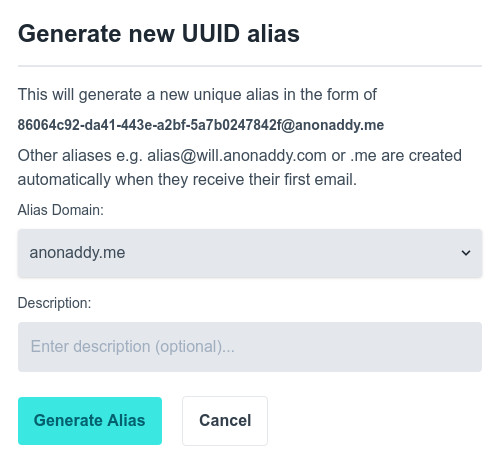 Generate new UUID alias
This will generate a new unique alias in the form of
86064c92-da41-443e-a2bf-5a7b0247842f@anonaddy.me
Other aliases e.g. alias@will.anonaddy.com or .me are created
automatically when they receive their first email.
Alias Domain:
anonaddy.me
Description:
Enter description (optional)...
Generate Alias
Cancel